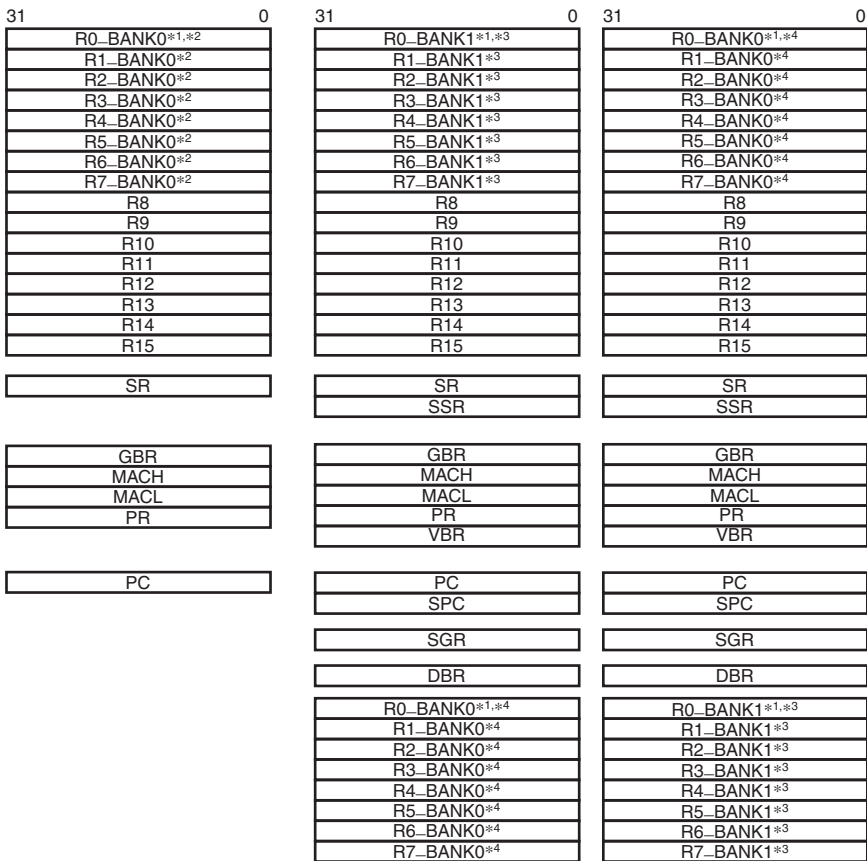 31 0
R0_BANK0*1,*2
R1_BANK0*2
R2_BANK0*2
R3_BANK0*2
R4_BANK0*2
R5_BANK0*2
R6_BANK0*2
R7_BANK0*2
R8
R9
R10
R11
R12
R13
R14
R15
SR
GBR
MACH
MACL
PR
PC
31 0
R0_BANK1*1,*3
R1_BANK1*3
R2_BANK1*3
R3_BANK1*3
R4_BANK1*3
R5_BANK1*3
R6_BANK1*3
R7_BANK1*3
R8
R9
R10
R11
R12
R13
R14
R15
SR
SSR
GBR
MACH
MACL
PR
VBR
PC
SPC
SGR
DBR
R0_BANK0*1,*4
R1_BANK0*4
R2_BANK0*4
R3_BANK0*4
R4_BANK0*4
R5_BANK0*4
R6_BANK0*4
R7_BANK0*4
31 0
R0_BANK0*1,*4
R1_BANK0*4
R2_BANK0*4
R3_BANK0*4
R4_BANK0*4
R5_BANK0*4
R6_BANK0*4
R7_BANK0*4
R8
R9
R10
R11
R12
R13
R14
R15
SR
SSR
GBR
MACH
MACL
PR
VBR
PC
SPC
SGR
DBR
R0_BANK1*1,*3
R1_BANK1*3
R2_BANK1*3
R3_BANK1*3
R4_BANK1*3
R5_BANK1*3
R6_BANK1*3
R7_BANK1*3